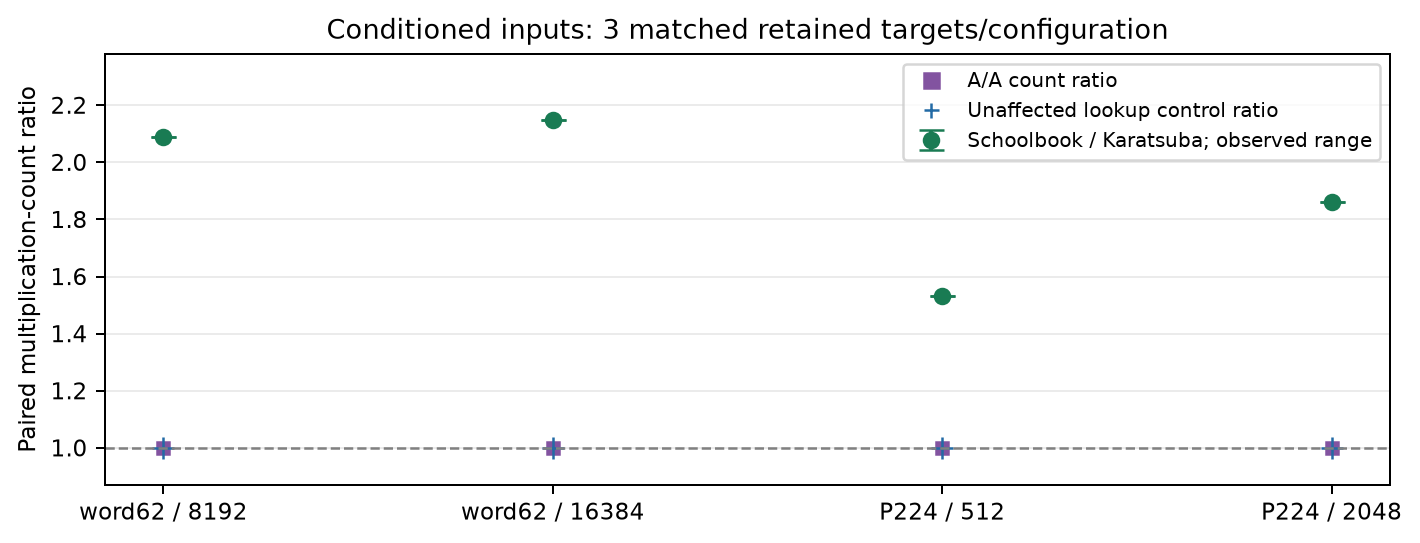 Conditioned inputs: 3 matched retained targets/configuration
Paired multiplication-count ratio
2.2
2.0
1.8
1.6
1.4
1.2
1.0
A/A count ratio
Unaffected lookup control ratio
Schoolbook / Karatsuba; observed range
word62 / 8192
word62 / 16384
P224 / 512
P224 / 2048